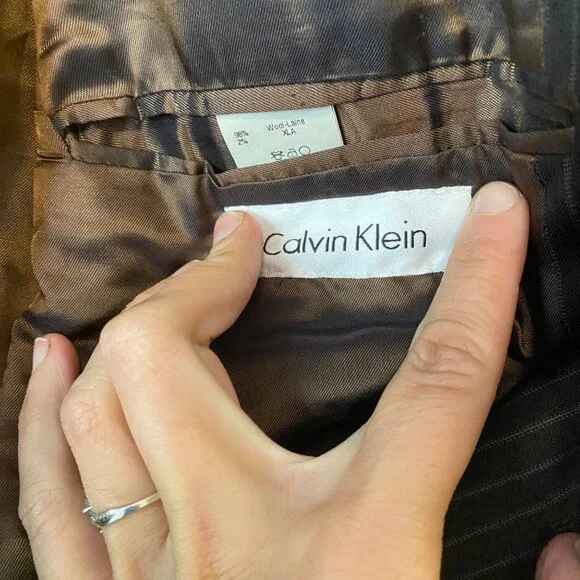 98% Wool-Laine
2% XLA
Calvin Klein